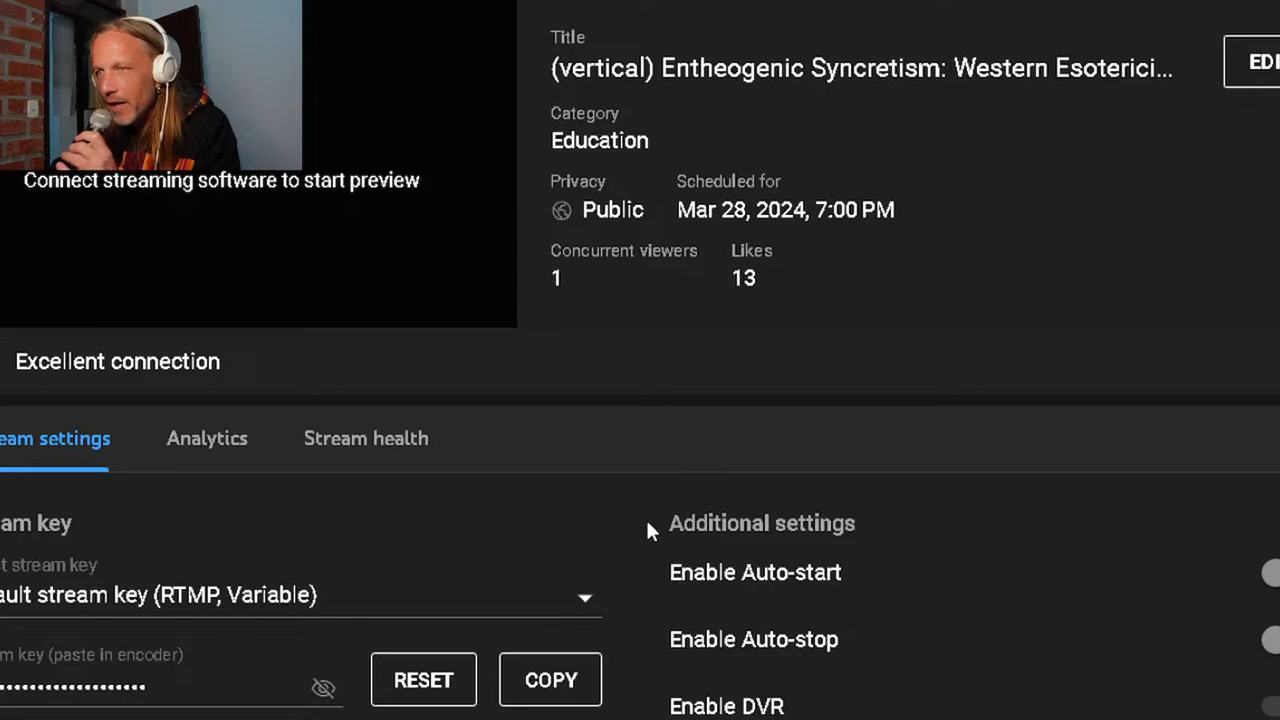 Title
(vertical) Entheogenic Syncretism: Western Esoterici...
EDI
Category
Education
Privacy
Scheduled for
Public
Mar 28, 2024, 7:00 PM
Concurrent viewers
Likes
1
13
Connect streaming software to start preview
Excellent connection
eam settings
Analytics
Stream health
am key
ct stream key
ault stream key (RTMP, Variable)
m key (paste in encoder)
RESET
COPY
Additional settings
Enable Auto-start
Enable Auto-stop
Enable DVR